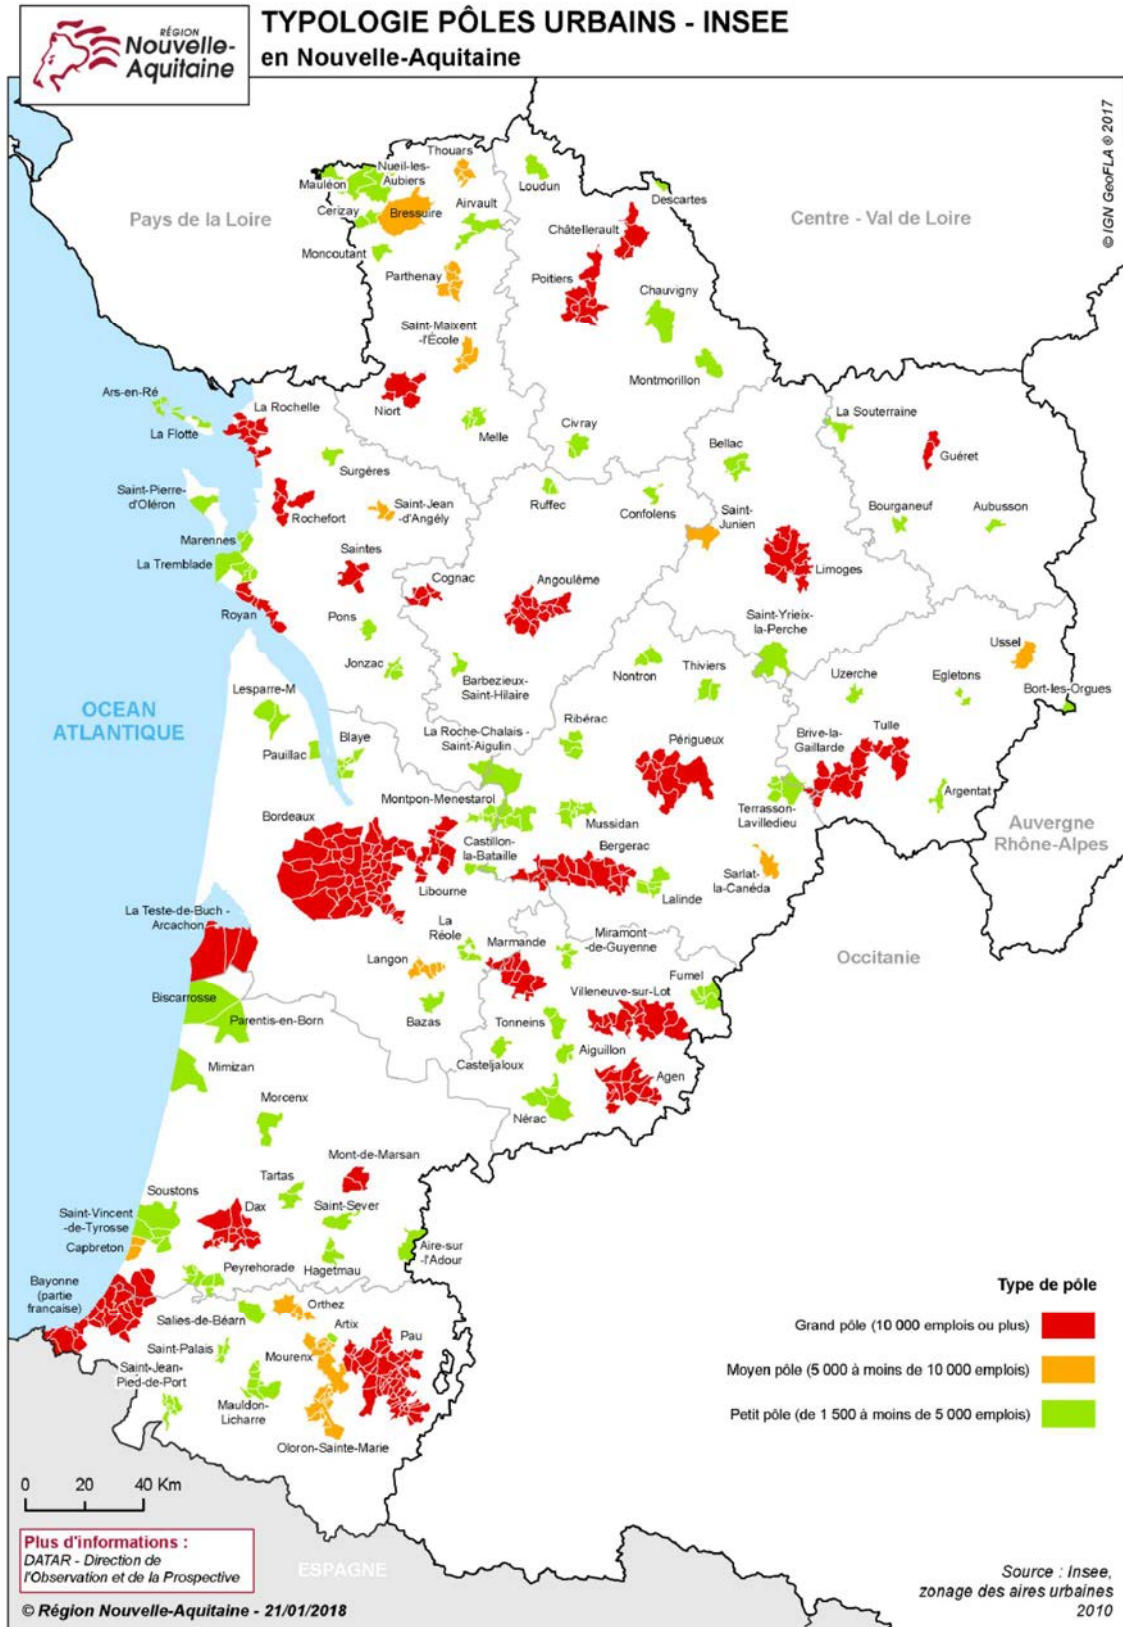 RÉGION
Nouvelle-
Aquitaine
TYPOLOGIE PÔLES URBAINS - INSEE
en Nouvelle-Aquitaine
© IGN GeoFLA ® 2017
Pays de la Loire
Centre - Val de Loire
Thouars
Nueil-les-
Aubiers
Mauléon
Loudun
Descartes
Cerizay
Bressuire
Airvault
Châtellerault
Moncoutant
Parthenay
Poitiers
Chauvigny
Saint-Maixent
-l'École
Montmorillon
Ars-en-Ré
La Flotte
La Rochelle
Niort
Melle
Civray
La Souterraine
Bellac
Guéret
Surgères
Saint-Pierre-
d'Oléron
Rochefort
Saint-Jean
-d'Angély
Ruffec
Confolens
Saint-
Junien
Bourganeuf
Aubusson
Marennes
La Tremblade
Saintes
Cognac
Angoulême
Limoges
Royan
Pons
Saint-Yrieix-
la-Perche
Ussel
Jonzac
Barbezieux-
Saint-Hilaire
Nontron
Thiviers
Uzerche
Egletons
Bort-les-Orgues
Lesparre-M
OCEAN
ATLANTIQUE
Pauillac
Blaye
La Roche-Chalais -
Saint-Aigulin
Ribérac
Périgueux
Brive-la-
Gaillarde
Tulle
Montpon-Menestarol
Mussidan
Terrasson-
Lavilledieu
Argentat
Auvergne
Rhône-Alpes
Bordeaux
Castillon-
la-Bataille
Bergerac
Libourne
Lalinde
Sarlat-
la-Canéda
La Teste-de-Buch -
Arcachon
La
Réole
Marmande
Miramont
-de-Guyenne
Occitanie
Langon
Fumel
Villeneuve-sur-Lot
Biscarrosse
Parentis-en-Born
Bazas
Tonneins
Casteljaloux
Aiguillon
Agen
Mimizan
Nérac
Morcenx
Mont-de-Marsan
Tartas
Soustons
Saint-Sever
Saint-Vincent
-de-Tyrosse
Dax
Capbreton
Aire-sur
-l'Adour
Peyrehorade
Hagetmau
Bayonne
(partie
française)
Orthez
Salies-de-Béarn
Artix
Pau
Saint-Palais
Mourenx
Saint-Jean-
Pied-de-Port
Mauldon-
Licharre
Oloron-Sainte-Marie
Type de pôle
Grand pôle (10 000 emplois ou plus)
Moyen pôle (5 000 à moins de 10 000 emplois)
Petit pôle (de 1 500 à moins de 5 000 emplois)
0 20 40 Km
Plus d'informations :
DATAR - Direction de
l'Observation et de la Prospective
ESPAGNE
© Région Nouvelle-Aquitaine - 21/01/2018
Source : Insee,
zonage des aires urbaines
2010